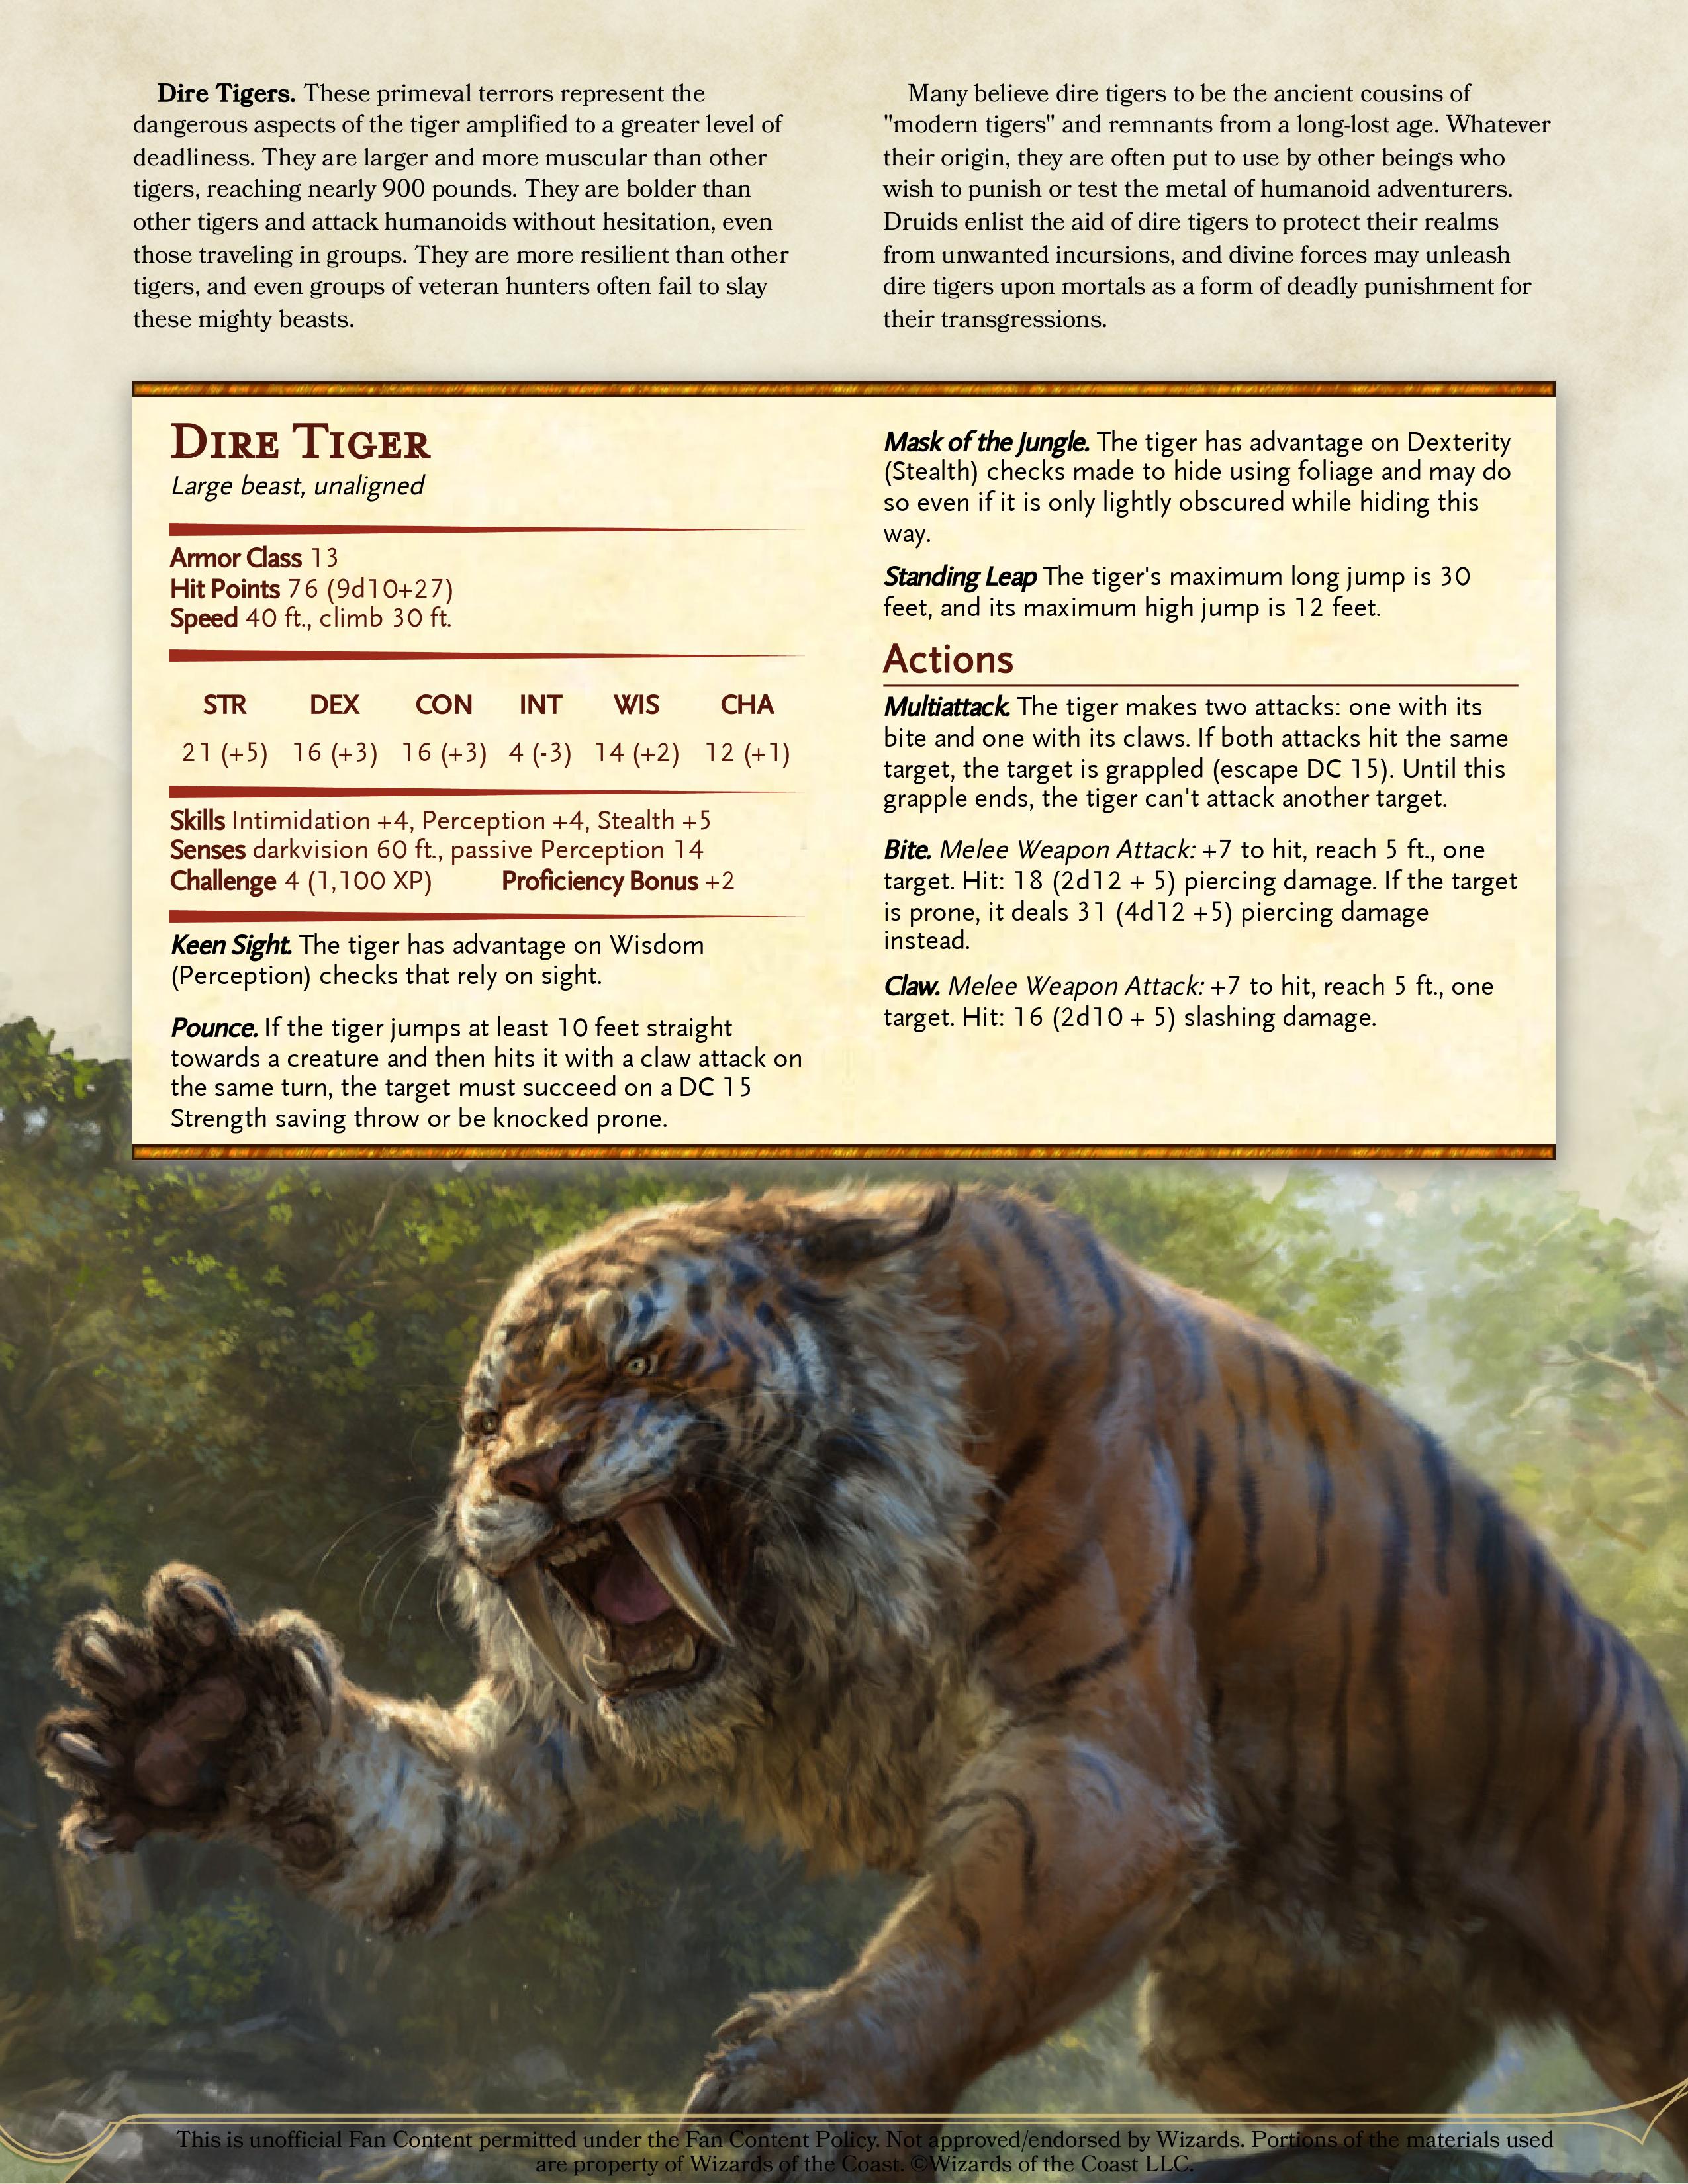 Dire Tigers. These primeval terrors represent the
dangerous aspects of the tiger amplified to a greater level of
deadliness. They are larger and more muscular than other
tigers, reaching nearly 900 pounds. They are bolder than
other tigers and attack humanoids without hesitation, even
those traveling in groups. They are more resilient than other
tigers, and even groups of veteran hunters often fail to slay
these mighty beasts.
Many believe dire tigers to be the ancient cousins of
"modern tigers" and remnants from a long-lost age. Whatever
their origin, they are often put to use by other beings who
wish to punish or test the metal of humanoid adventurers.
Druids enlist the aid of dire tigers to protect their realms
from unwanted incursions, and divine forces may unleash
dire tigers upon mortals as a form of deadly punishment for
their transgressions.
Dire Tiger
Large beast, unaligned
Armor Class 13
Hit Points 76 (9d10+27)
Speed 40 ft., climb 30 ft.
STR DEX CON INT WIS CHA
21 (+5) 16 (+3) 16 (+3) 4 (-3) 14 (+2) 12 (+1)
Skills Intimidation +4, Perception +4, Stealth +5
Senses darkvision 60 ft., passive Perception 14
Challenge 4 (1,100 XP) Proficiency Bonus +2
Keen Sight. The tiger has advantage on Wisdom
(Perception) checks that rely on sight.
Pounce. If the tiger jumps at least 10 feet straight
towards a creature and then hits it with a claw attack on
the same turn, the target must succeed on a DC 15
Strength saving throw or be knocked prone.
Mask of the Jungle. The tiger has advantage on Dexterity
(Stealth) checks made to hide using foliage and may do
so even if it is only lightly obscured while hiding this
way.
Standing Leap The tiger's maximum long jump is 30
feet, and its maximum high jump is 12 feet.
Actions
Multiattack. The tiger makes two attacks: one with its
bite and one with its claws. If both attacks hit the same
target, the target is grappled (escape DC 15). Until this
grapple ends, the tiger can't attack another target.
Bite. Melee Weapon Attack: +7 to hit, reach 5 ft., one
target. Hit: 18 (2d12 + 5) piercing damage. If the target
is prone, it deals 31 (4d12 +5) piercing damage
instead.
Claw. Melee Weapon Attack: +7 to hit, reach 5 ft., one
target. Hit: 16 (2d10 + 5) slashing damage.
This is unofficial Fan Content permitted under the Fan Content Policy. Not approved/endorsed by Wizards. Portions of the materials used
are property of Wizards of the Coast. ©Wizards of the Coast LLC.